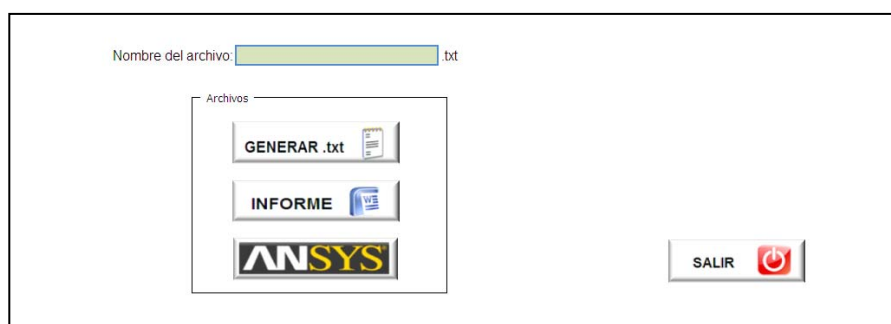 Nombre del archivo: .txt
Archivos
GENERAR .txt
INFORME
W
ANSYS
SALIR